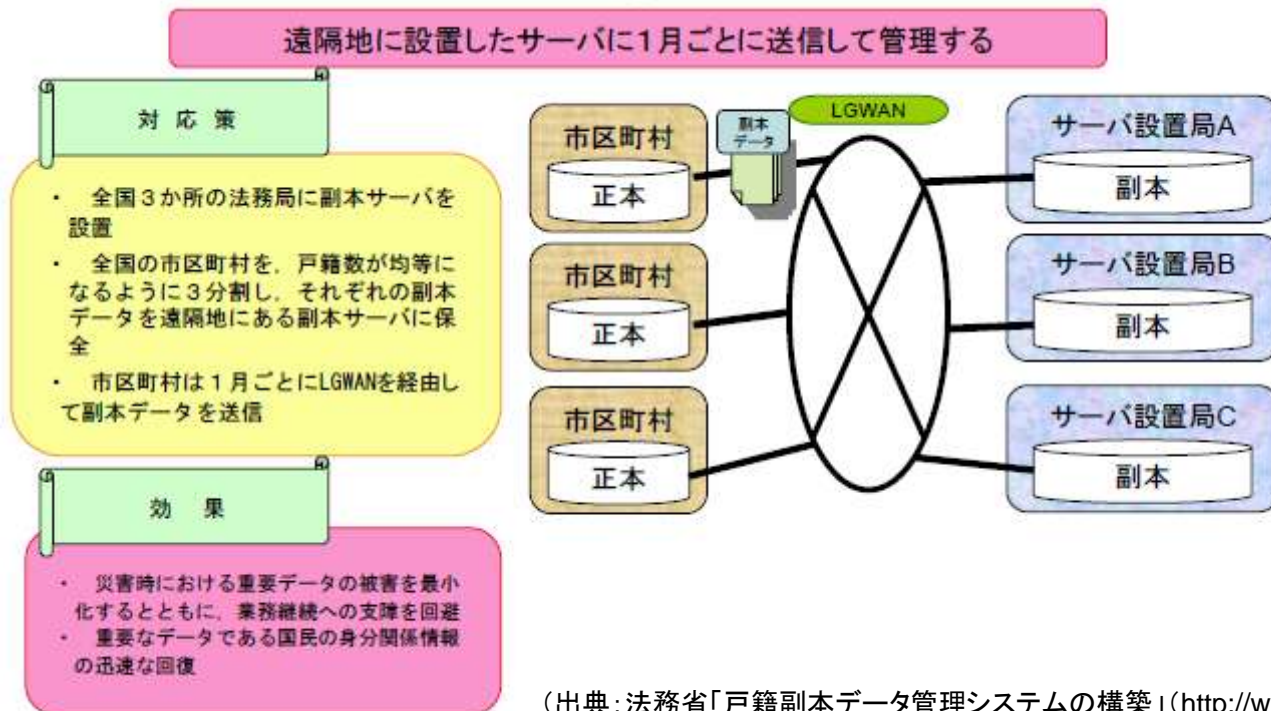 遠隔地に設置したサーバに1月ごとに送信して管理する
対 応 策
・ 全国3か所の法務局に副本サーバを
設置
・ 全国の市区町村を，戸籍数が均等に
なるように3分割し，それぞれの副本
データを遠隔地にある副本サーバに保
全
・ 市区町村は1月ごとにLGWANを経由し
て副本データを送信
効 果
・ 災害時における重要データの被害を最小
化するとともに，業務継続への支障を回避
・ 重要なデータである国民の身分関係情報
の迅速な回復
市区町村
正本
副本
データ
LGWAN
サーバ設置局A
副本
市区町村
正本
サーバ設置局B
副本
市区町村
正本
サーバ設置局C
副本
（出典：法務省「戸籍副本データ管理システムの構築」（http://w